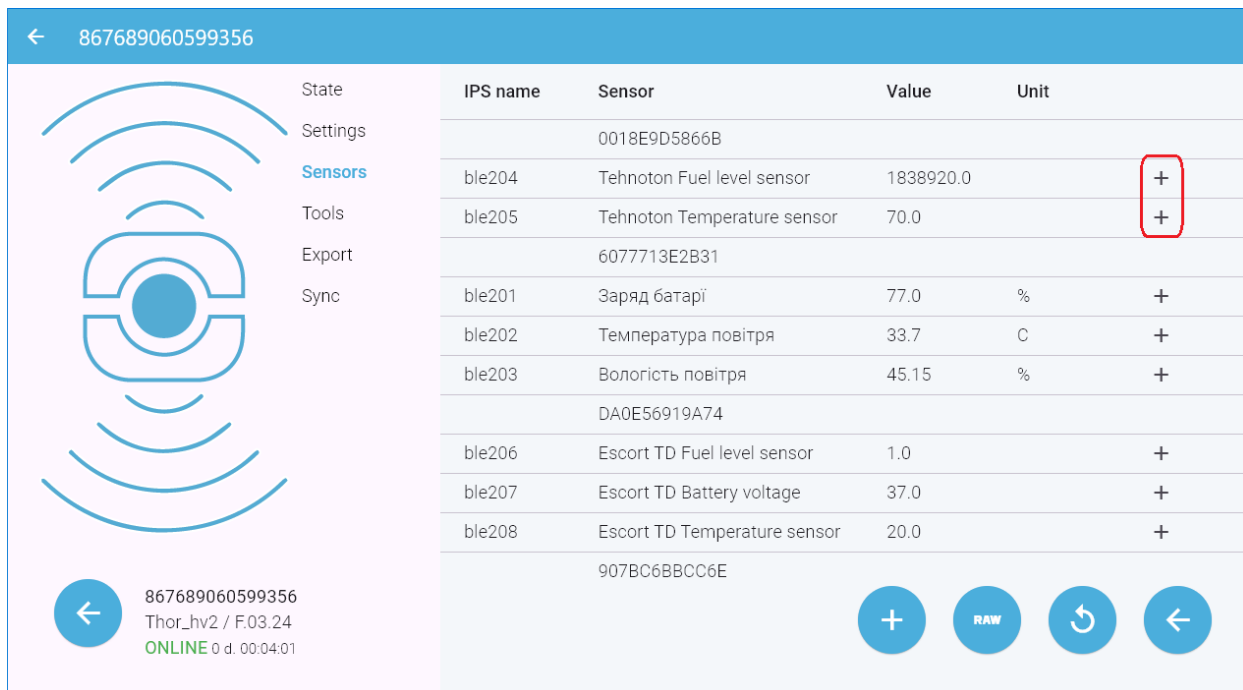 867689060599356
State
Settings
Sensors
Tools
Export
Sync
IPS name Sensor Value Unit
0018E9D5866B
ble204 Tehnoton Fuel level sensor 1838920.0 +
ble205 Tehnoton Temperature sensor 70.0 +
6077713E2B31
ble201 Заряд батарї 77.0 % +
ble202 Температура повітря 33.7 C +
ble203 Вологість повітря 45.15 % +
DA0E56919A74
ble206 Escort TD Fuel level sensor 1.0 +
ble207 Escort TD Battery voltage 37.0 +
ble208 Escort TD Temperature sensor 20.0 +
907BC6BBCC6E
867689060599356
Thor_hv2 / F.03.24
ONLINE 0 d. 00:04:01
+ RAW